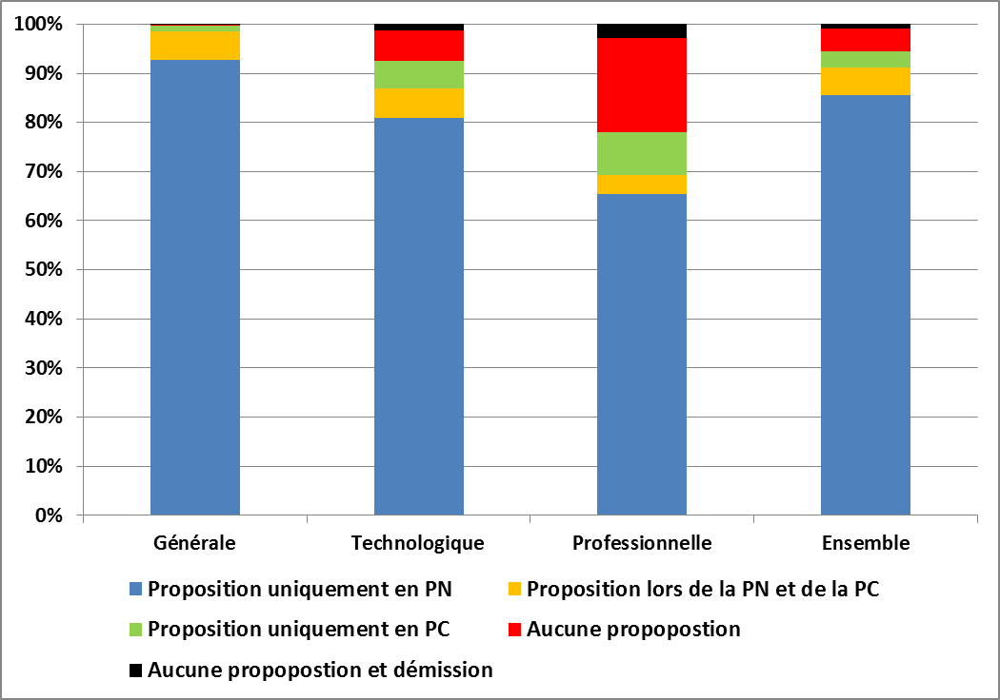 100%
90%
80%
70%
60%
50%
40%
30%
20%
10%
0%
Générale Technologique Professionnelle Ensemble
Proposition uniquement en PN Proposition lors de la PN et de la PC
Proposition uniquement en PC Aucune propopostion
Aucune propopostion et démission